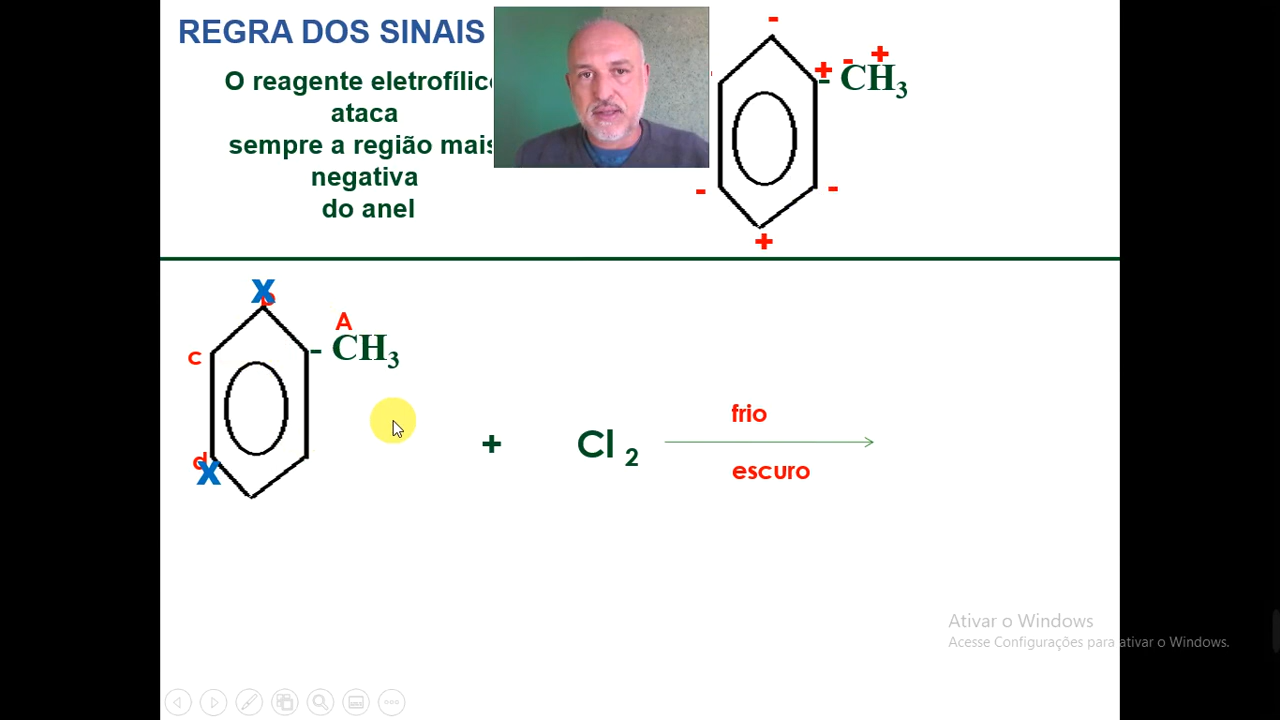 REGRA DOS SINAIS
O reagente eletrofílico
ataca
sempre a região mais
negativa
do anel
-
+ - +
- CH3
-
-
+
X
b
A
c
- CH3
frio
+ Cl 2
d
X
escuro
Ativar o Windows
Acesse Configurações para ativar o Windows.